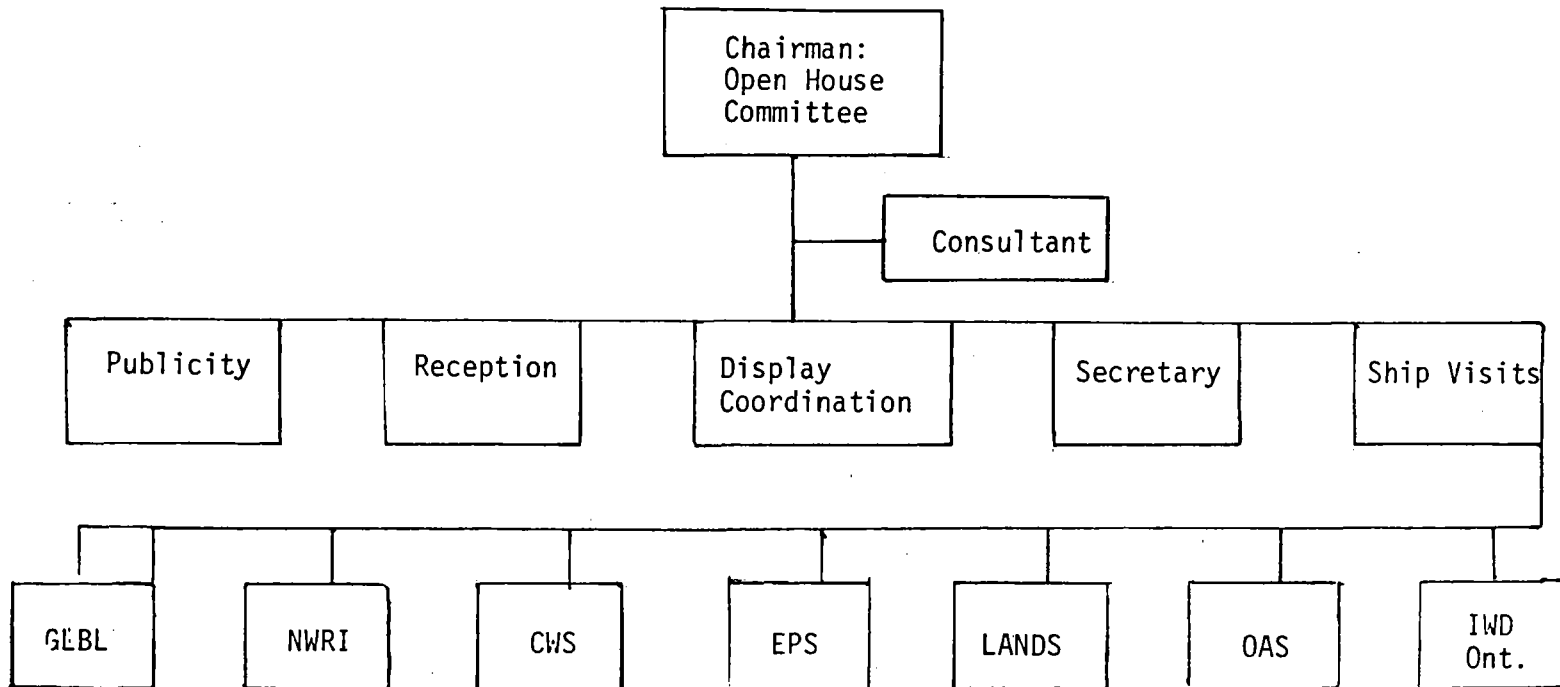 Chairman:
Open House
Committee
Consultant
Publicity
Reception
Display
Coordination
Secretary
Ship Visits
GLBL
NWRI
CWS
EPS
LANDS
OAS
IWD
Ont.